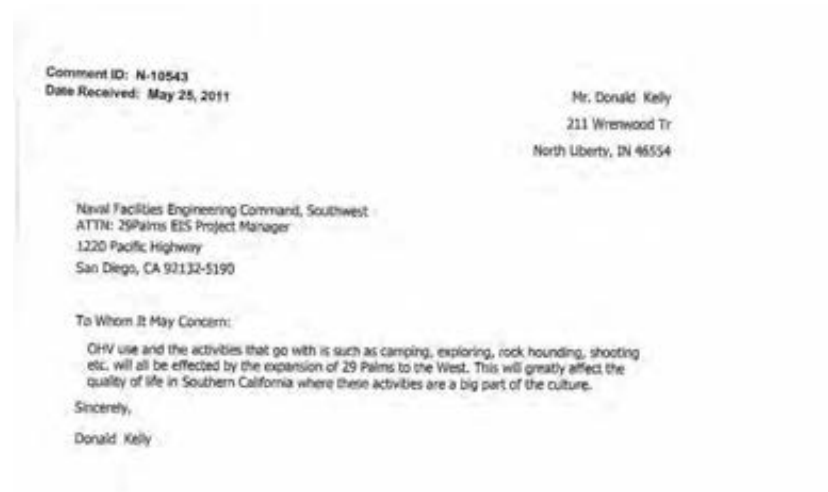 Comment ID: N-10543
Date Received: May 25, 2011
Mr. Donald Kelly
211 Wrenwood Tr
North Liberty, IN 46554
Naval Facilities Engineering Command, Southwest
ATTN: 29Palms EIS Project Manager
1220 Pacific Highway
San Diego, CA 92132-5190
To Whom It May Concern:
OHV use and the activities that go with is such as camping, exploring, rock hounding, shooting
etc. will all be effected by the expansion of 29 Palms to the West. This will greatly affect the
quality of life in Southern California where these activities are a big part of the culture.
Sincerely,
Donald Kelly